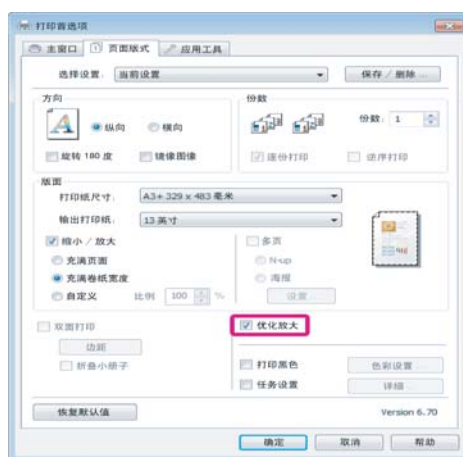 打印首选项
主窗口 页面版式 应用工具
选择设置: 当前设置 保存 / 删除...
方向 份数
A 纵向 横向 份数: 1
旋转 180 度 镜像图像 逐份打印 逆序打印
版面
打印纸尺寸: A3+ 329 x 483 毫米
输出打印纸: 13 英寸
缩小 / 放大 多页
充满页面 N-up
充满卷纸宽度 海报
自定义 比例 100 % 设置...
双面打印 优化放大
边距
折叠小册子 打印黑色 色彩设置...
任务设置 详细...
恢复默认值 Version 6.70
确定 取消 帮助